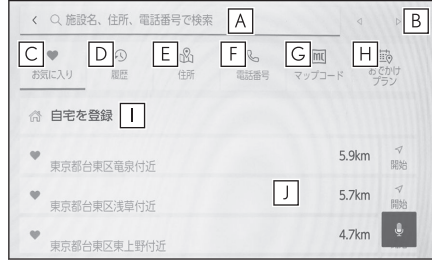 施設名、住所、電話番号で検索 A
B
C D E F G H
お気に入り 履歴 住所 電話番号 マップコード おでかけプラン
自宅を登録 I
5.9km
東京都台東区竜泉付近 開始
J 5.7km
東京都台東区浅草付近 開始
4.7km
東京都台東区東上野付近